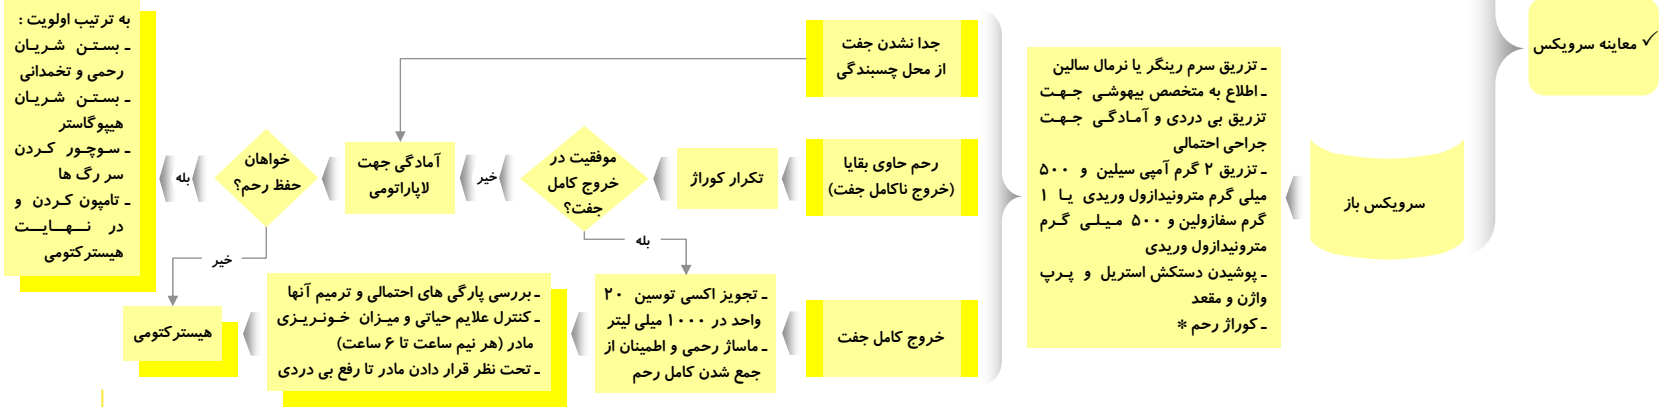 ✓ معاینه سرویکس
سرویکس باز
ـ تزریق سرم رینگر یا نرمال سالین
ـ اطلاع به متخصص بیهوشی جهت
تزریق بی دردی و آمادگی جهت
جراحی احتمالی
ـ تزریق ۲ گرم آمپی سیلین و ۵۰۰
میلی گرم مترونیدازول وریدی یا ۱
گرم سفازولین و ۵۰۰ میلی گرم
مترونیدازول وریدی
ـ پوشیدن دستکش استریل و پرپ
واژن و مقعد
ـ کوراژ رحم *
جدا نشدن جفت
از محل چسبندگی
رحم حاوی بقایا
(خروج ناکامل جفت)
تکرار کوراژ
موفقیت در
خروج کامل
جفت؟
خیر
بله
آمادگی جهت
لاپاراتومی
خواهان
حفظ رحم؟
بله
خیر
به ترتیب اولویت :
ـ بستن شریان
رحمی و تخمدانی
ـ بستن شریان
هیپوگاستر
ـ سوچور کردن
سر رگ ها
ـ تامپون کردن و
در نهایت
هیسترکتومی
خروج کامل جفت
ـ تجویز اکسی توسین ۲۰
واحد در ۱۰۰۰ میلی لیتر
ـ ماساژ رحمی و اطمینان از
جمع شدن کامل رحم
ـ بررسی پارگی های احتمالی و ترمیم آنها
ـ کنترل علایم حیاتی و میزان خونریزی
مادر (هر نیم ساعت تا ۶ ساعت)
ـ تحت نظر قرار دادن مادر تا رفع بی دردی
هیسترکتومی